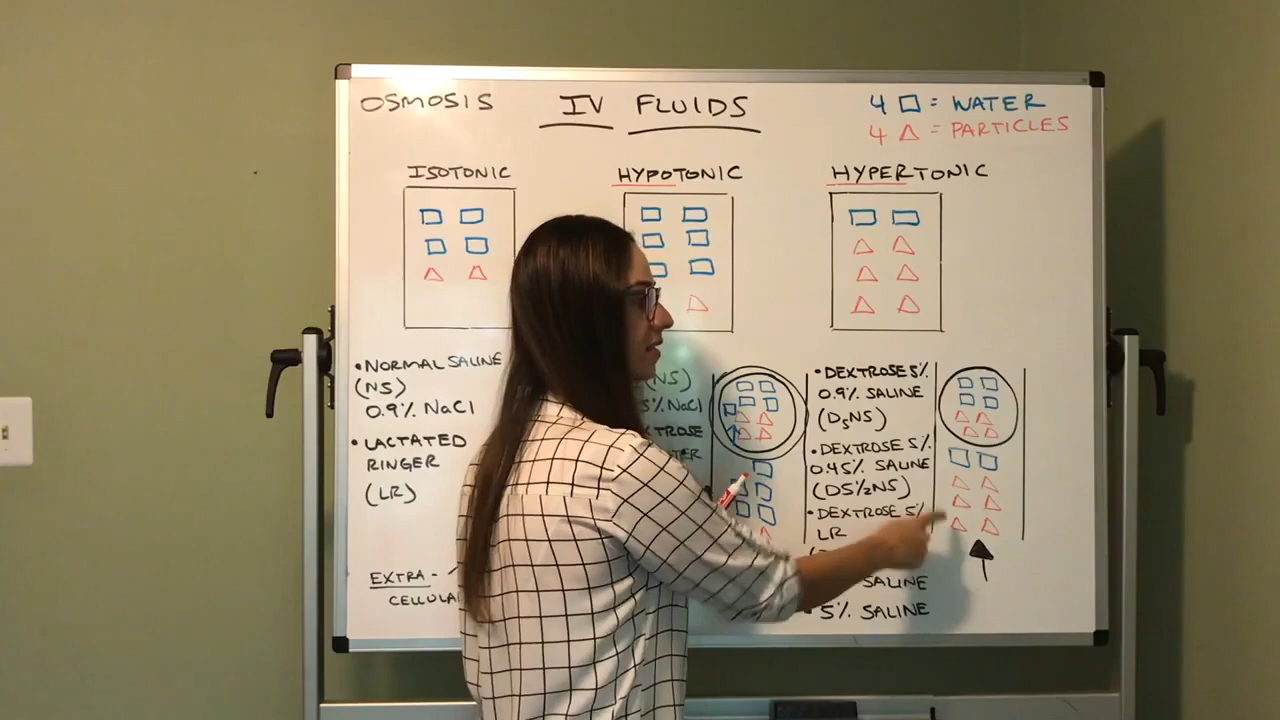 OSMOSIS
IV FLUIDS
4 □ = WATER
4 △ = PARTICLES
ISOTONIC
HYPOTONIC
HYPERTONIC
• NORMAL SALINE
(NS)
0.9% NaCl
• LACTATED
RINGER
(LR)
EXTRA-
CELLULA
(NS)
5% NaCl
• DEXTROSE 5%
0.9% SALINE
(D5NS)
• DEXTROSE 5%
0.45% SALINE
(D5½NS)
• DEXTROSE 5%
LR
SALINE
• 5% SALINE